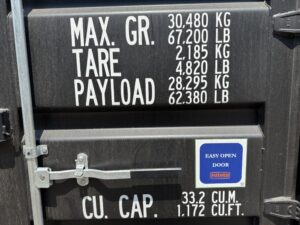 MAX. GR. 30.480 KG
67.200 LB
TARE 2.185 KG
4.820 LB
PAYLOAD 28.295 KG
62.380 LB
EASY OPEN
DOOR
CU. CAP. 33.2 CU.M.
1.172 CU.FT.